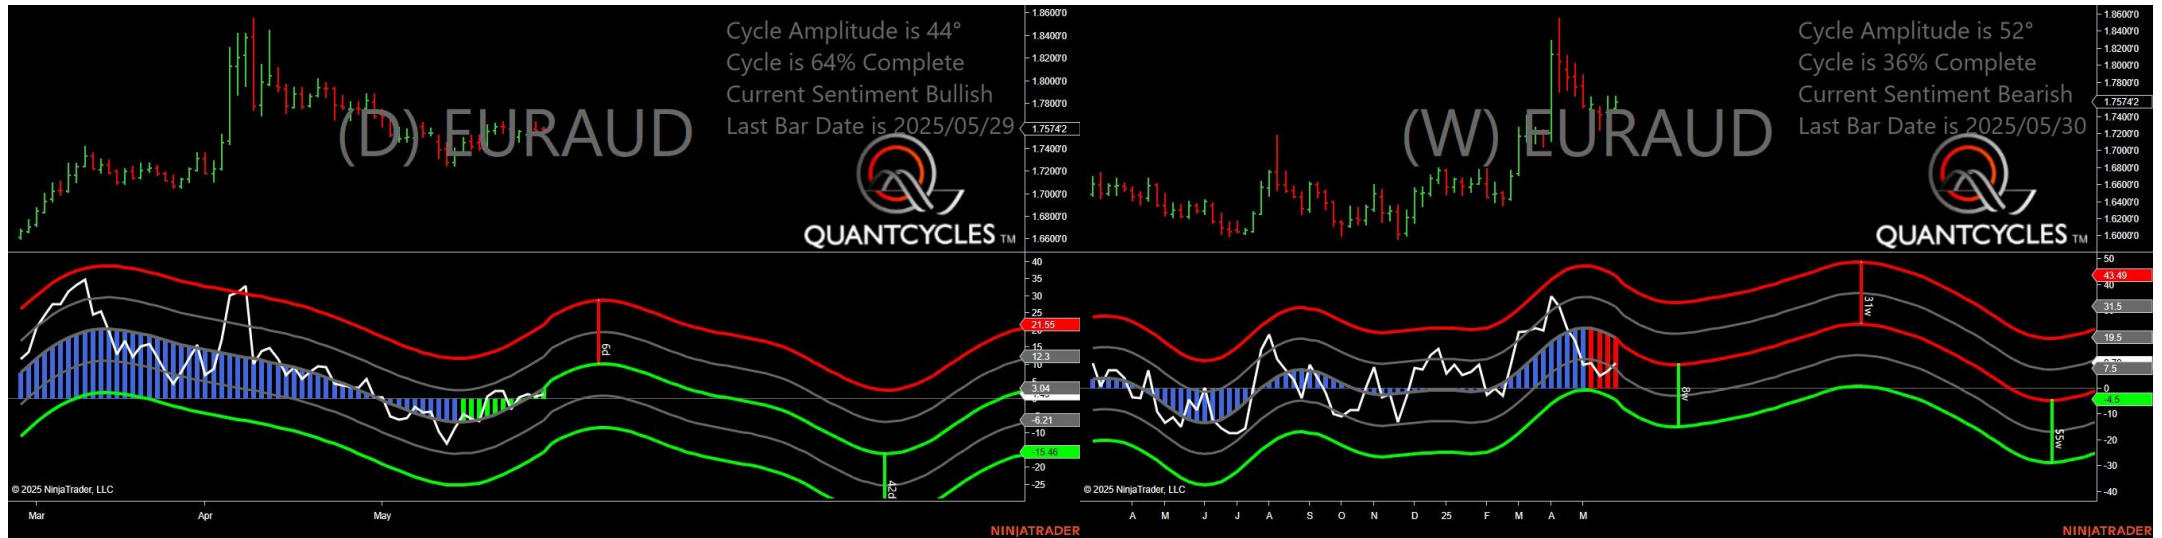 Cycle Amplitude is 44°
Cycle is 64% Complete
Current Sentiment Bullish
Last Bar Date is 2025/05/29
(D) EURAUD
QUANTCYCLES TM
1.8600'0
1.8400'0
1.8200'0
1.8000'0
1.7800'0
1.7574'2
1.7400'0
1.7200'0
1.7000'0
1.6800'0
1.6600'0
40
35
30
25
21.55
15
12.3
10
3.04
-6.21
-10
-15.46
-20
-25
6d
42d
© 2025 NinjaTrader, LLC
Mar Apr May
NINJATRADER
Cycle Amplitude is 52°
Cycle is 36% Complete
Current Sentiment Bearish
Last Bar Date is 2025/05/30
(W) EURAUD
QUANTCYCLES TM
1.8600'0
1.8400'0
1.8200'0
1.8000'0
1.7800'0
1.7574'2
1.7400'0
1.7200'0
1.7000'0
1.6800'0
1.6600'0
1.6400'0
1.6200'0
1.6000'0
50
43.49
40
31.5
19.5
7.5
0
-4.5
-10
-20
-30
-40
31w
8w
55w
© 2025 NinjaTrader, LLC
A M J J A S O N D 25 F M A M
NINJATRADER